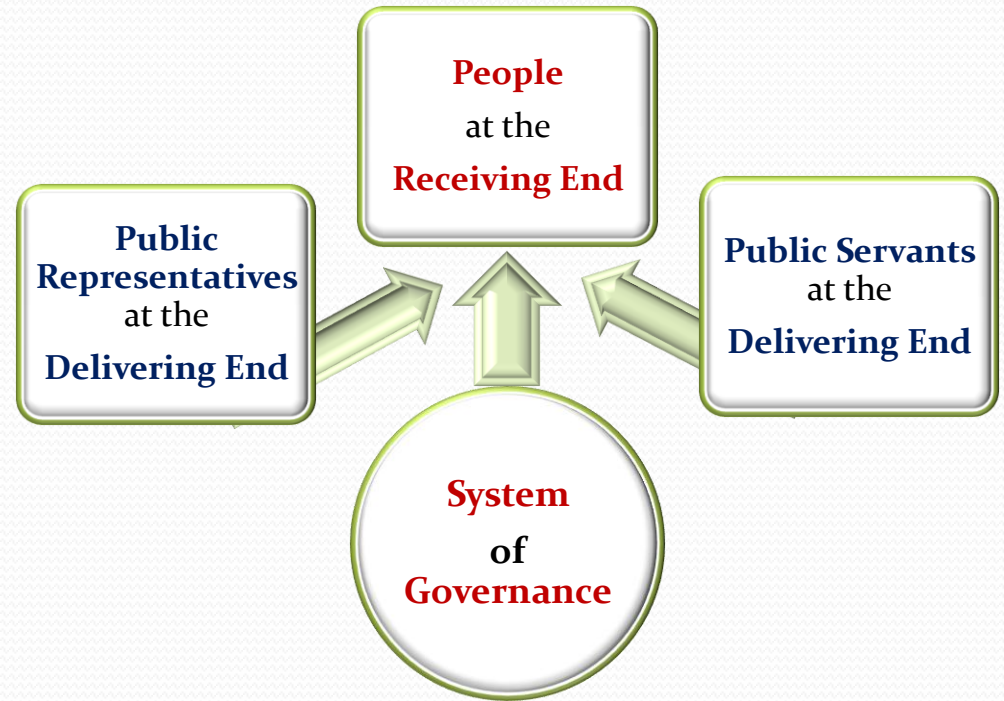 People
at the
Receiving End
Public
Representatives
at the
Delivering End
Public Servants
at the
Delivering End
System
of
Governance